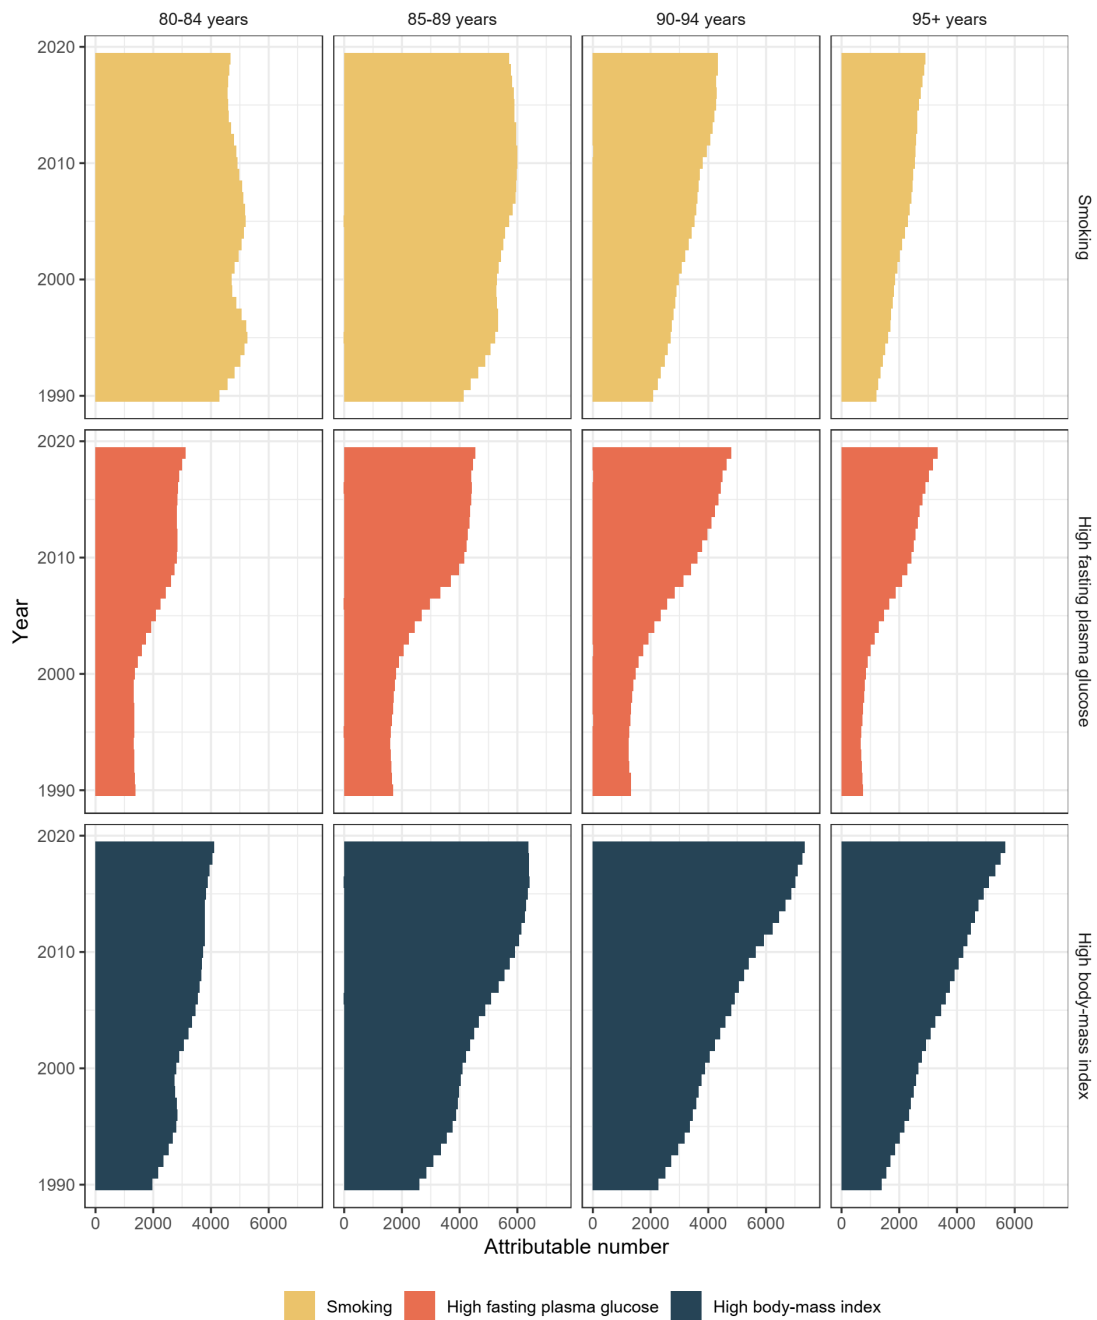 80-84 years 85-89 years 90-94 years 95+ years
2020
2010
2000
1990
Smoking
2020
2010
2000
1990
High fasting plasma glucose
2020
2010
2000
1990
High body-mass index
Year
0 2000 4000 6000 0 2000 4000 6000 0 2000 4000 6000 0 2000 4000 6000
Attributable number
Smoking High fasting plasma glucose High body-mass index